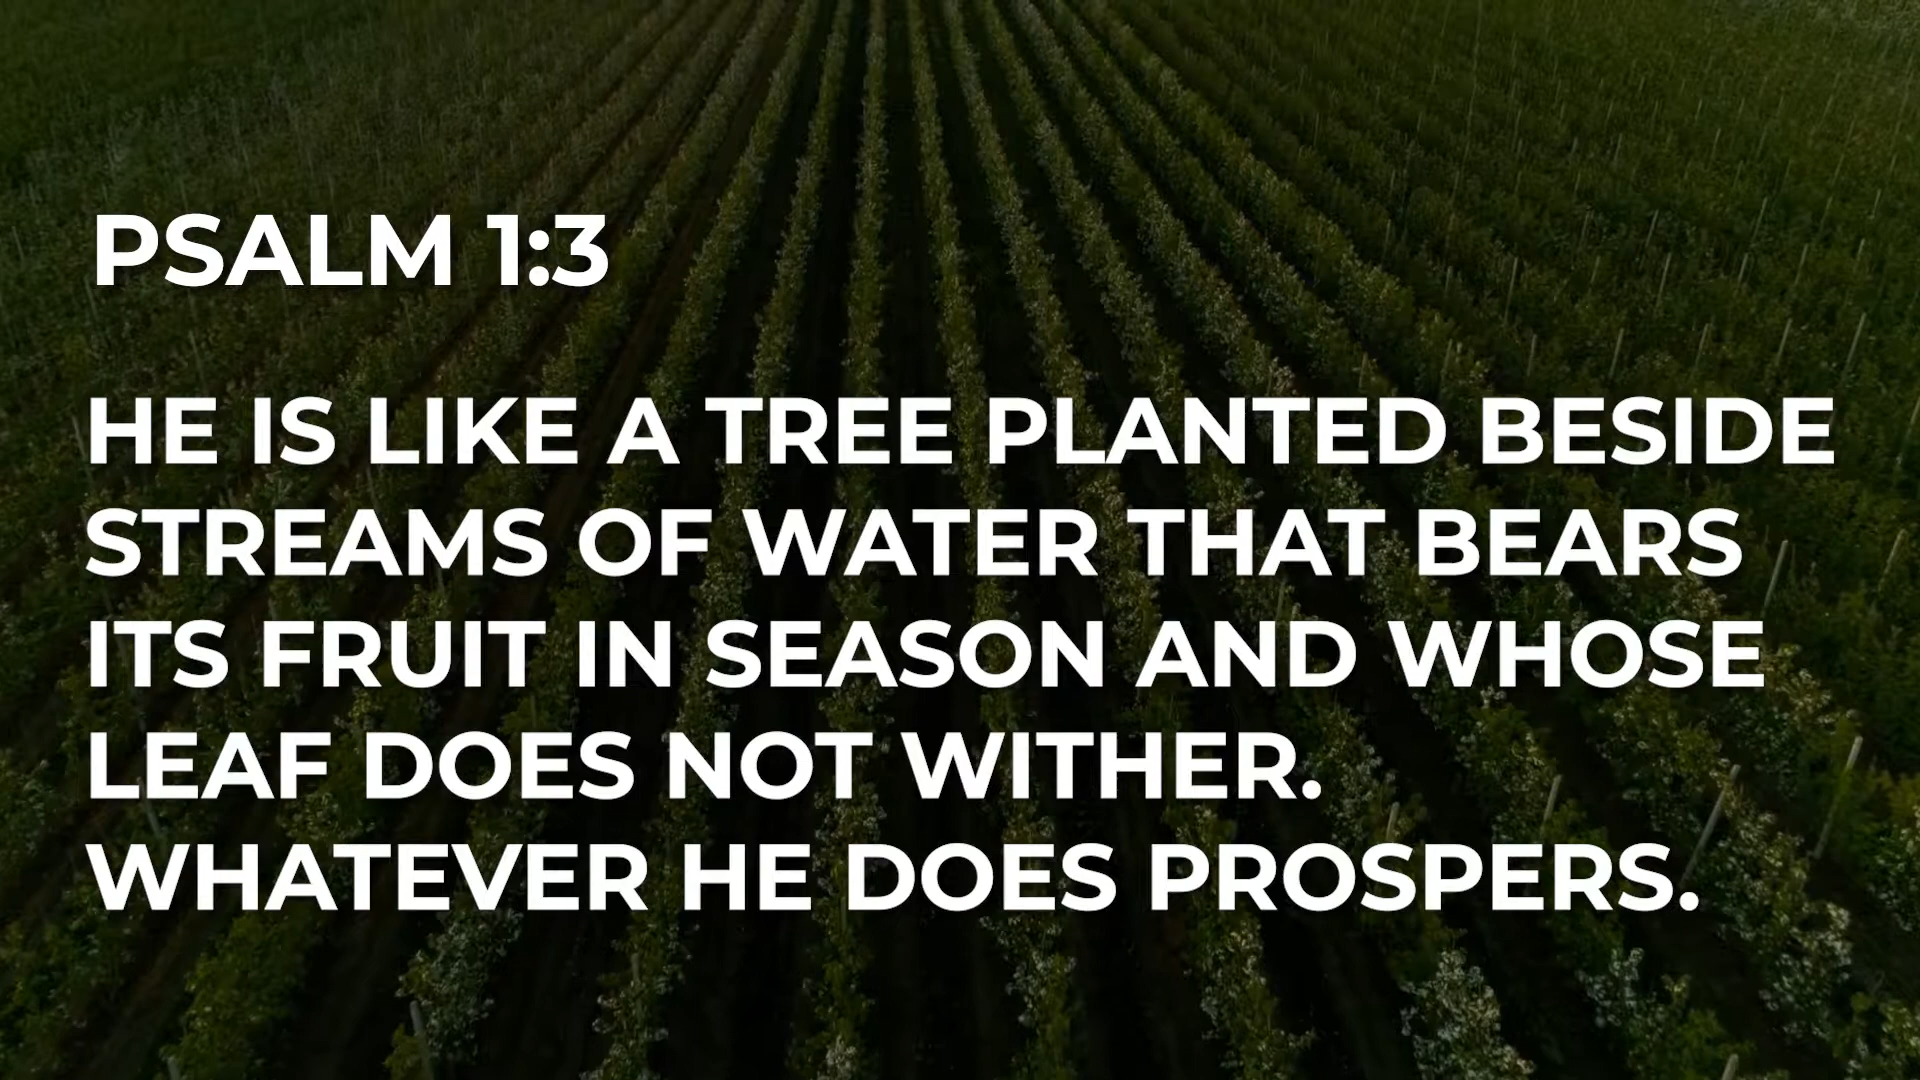 PSALM 1:3
HE IS LIKE A TREE PLANTED BESIDE
STREAMS OF WATER THAT BEARS
ITS FRUIT IN SEASON AND WHOSE
LEAF DOES NOT WITHER.
WHATEVER HE DOES PROSPERS.